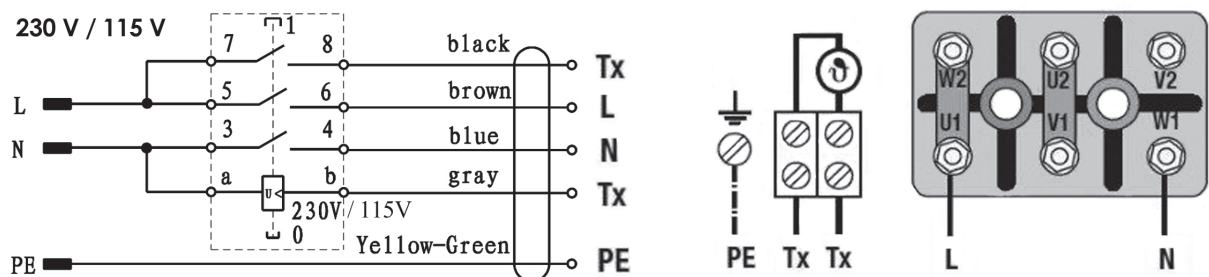 230 V / 115 V
1
7 8 black Tx
L 5 6 brown L
N 3 4 blue N
a U< b gray Tx
230V / 115V
0
PE Yellow-Green PE
ϑ
PE Tx Tx
W2 U2 V2
U1 V1 W1
L N